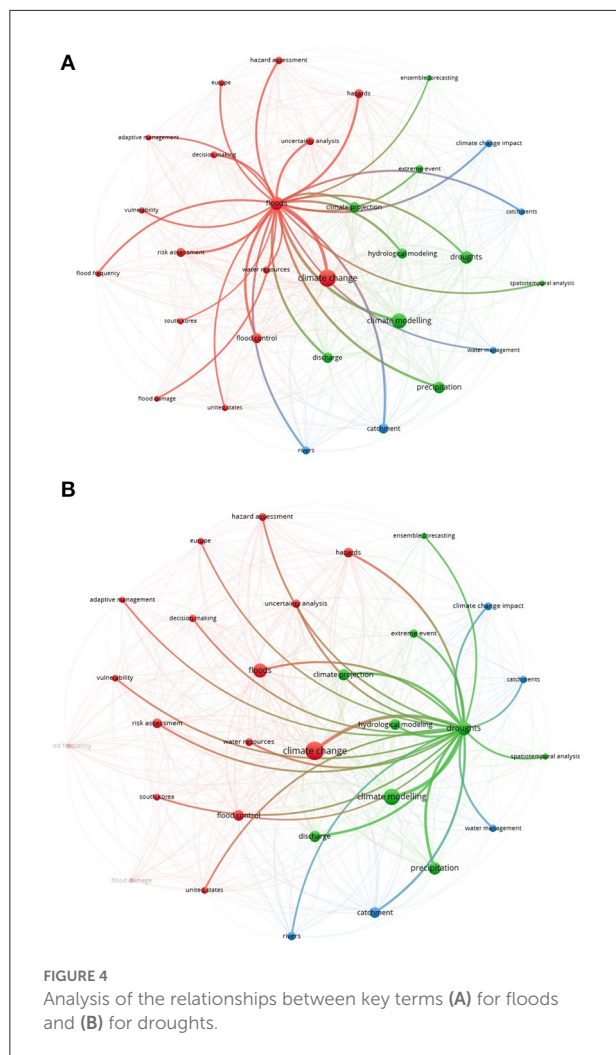 A
hazard assessment
ensemble forecasting
europe
hazards
adaptive management
uncertainty analysis
climate change impact
decision making
extreme event
floods
climate projection
vulnerability
catchments
risk assessment
hydrological modeling
droughts
flood frequency
water resources
climate change
spatiotemporal analysis
south korea
climate modelling
flood control
water management
discharge
precipitation
flood damage
united states
catchment
rivers
B
hazard assessment
ensemble forecasting
europe
hazards
adaptive management
uncertainty analysis
climate change impact
decision making
extreme event
floods
climate projection
vulnerability
catchments
risk assessment
hydrological modeling
droughts
od frequency
water resources
climate change
spatiotemporal analysis
south korea
climate modelling
flood control
water management
discharge
precipitation
flood damage
united states
catchment
rivers
FIGURE 4
Analysis of the relationships between key terms (A) for floods
and (B) for droughts.